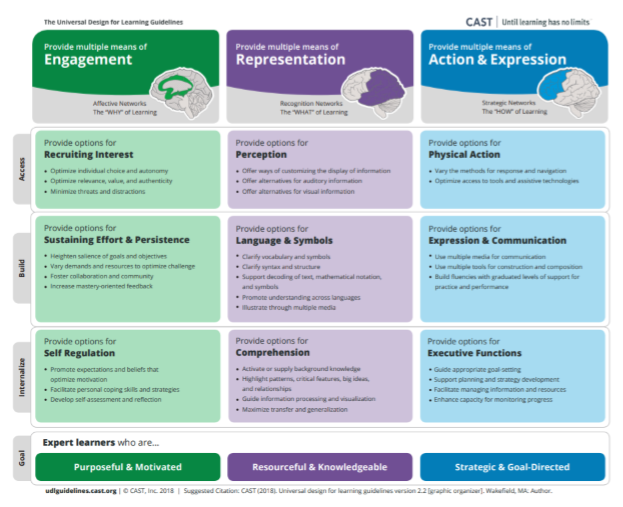 The Universal Design for Learning Guidelines
CAST | Until learning has no limits
Provide multiple means of
Engagement
Affective Networks
The "WHY" of Learning
Provide multiple means of
Representation
Recognition Networks
The "WHAT" of Learning
Provide multiple means of
Action & Expression
Strategic Networks
The "HOW" of Learning
Access
Provide options for
Recruiting Interest
• Optimize individual choice and autonomy
• Optimize relevance, value, and authenticity
• Minimize threats and distractions
Provide options for
Perception
• Offer ways of customizing the display of information
• Offer alternatives for auditory information
• Offer alternatives for visual information
Provide options for
Physical Action
• Vary the methods for response and navigation
• Optimize access to tools and assistive technologies
Build
Provide options for
Sustaining Effort & Persistence
• Heighten salience of goals and objectives
• Vary demands and resources to optimize challenge
• Foster collaboration and community
• Increase mastery-oriented feedback
Provide options for
Language & Symbols
• Clarify vocabulary and symbols
• Clarify syntax and structure
• Support decoding of text, mathematical notation,
and symbols
• Promote understanding across languages
• Illustrate through multiple media
Provide options for
Expression & Communication
• Use multiple media for communication
• Use multiple tools for construction and composition
• Build fluencies with graduated levels of support for
practice and performance
Internalize
Provide options for
Self Regulation
• Promote expectations and beliefs that
optimize motivation
• Facilitate personal coping skills and strategies
• Develop self-assessment and reflection
Provide options for
Comprehension
• Activate or supply background knowledge
• Highlight patterns, critical features, big ideas,
and relationships
• Guide information processing and visualization
• Maximize transfer and generalization
Provide options for
Executive Functions
• Guide appropriate goal-setting
• Support planning and strategy development
• Facilitate managing information and resources
• Enhance capacity for monitoring progress
Goal
Expert learners who are...
Purposeful & Motivated
Resourceful & Knowledgeable
Strategic & Goal-Directed
udlguidelines.cast.org | © CAST, Inc. 2018 | Suggested Citation: CAST (2018). Universal design for learning guidelines version 2.2 [graphic organizer]. Wakefield, MA: Author.